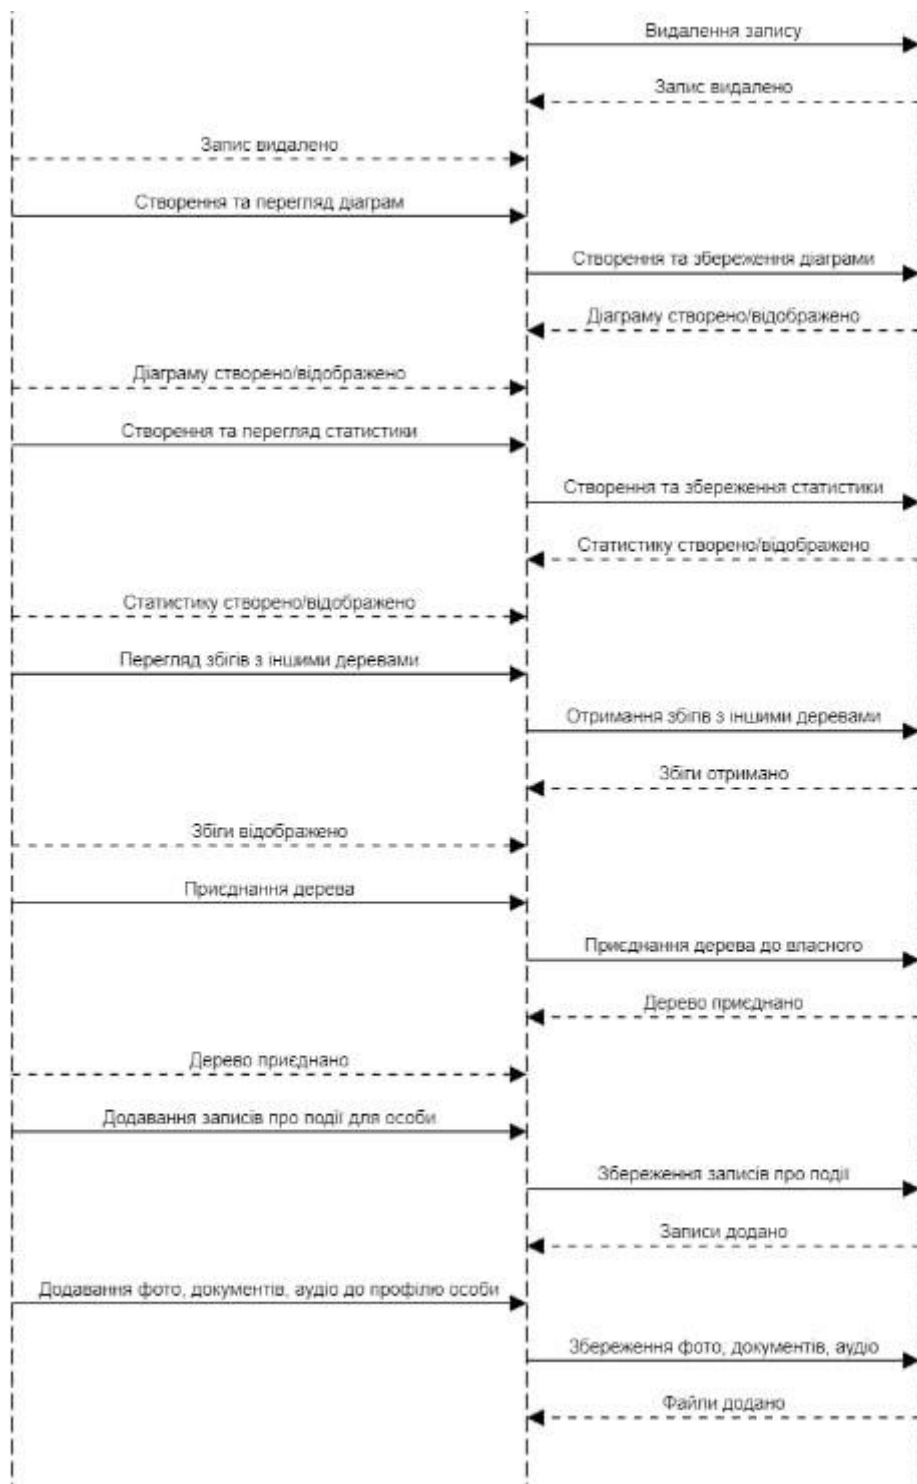 Видалення запису
Запис видалено
Запис видалено
Створення та перегляд діаграм
Створення та збереження діаграми
Діаграму створено/відображено
Діаграму створено/відображено
Створення та перегляд статистики
Створення та збереження статистики
Статистику створено/відображено
Статистику створено/відображено
Перегляд збігів з іншими деревами
Отримання збігів з іншими деревами
Збіги отримано
Збіги відображено
Приєднання дерева
Приєднання дерева до власного
Дерево приєднано
Дерево приєднано
Додавання записів про події для особи
Збереження записів про події
Записи додано
Додавання фото, документів, аудіо до профілю особи
Збереження фото, документів, аудіо
Файли додано